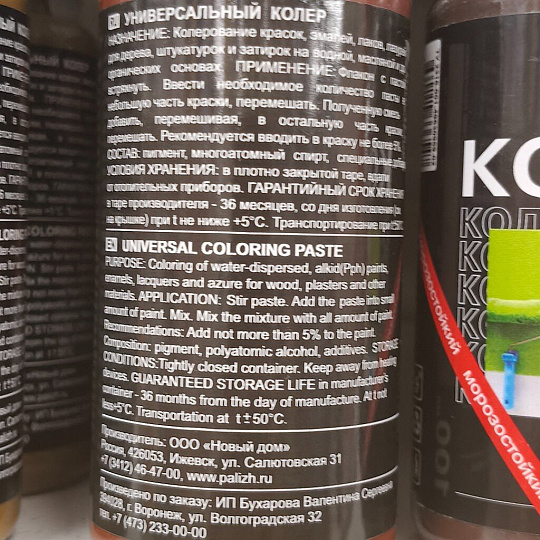 УНИВЕРСАЛЬНЫЙ КОЛЕР
НАЗНАЧЕНИЕ: Колерование красок, эмалей, лаков, лазури
для дерева, штукатурок и затирок на водной, масляной и др.
органических основах. ПРИМЕНЕНИЕ: Флакон с пастой
встряхнуть. Ввести необходимое количество пасты в
небольшую часть краски, перемешать. Полученную смесь
добавить, перемешивая, в остальную часть краски,
перемешать. Рекомендуется вводить в краску не более 5%.
СОСТАВ: пигмент, многоатомный спирт, специальные добавки
УСЛОВИЯ ХРАНЕНИЯ: в плотно закрытой таре, вдали
от отопительных приборов. ГАРАНТИЙНЫЙ СРОК ХРАНЕНИЯ
в таре производителя - 36 месяцев, со дня изготовления (см.
на крышке) при t не ниже +5°С. Транспортирование при
EN UNIVERSAL COLORING PASTE
PURPOSE: Coloring of water-dispersed, alkid(Pph) paints,
enamels, lacquers and azure for wood, plasters and other
materials. APPLICATION: Stir paste. Add the paste into small
amount of paint. Mix. Mix the mixture with all amount of paint.
Recommendations: Add not more than 5% to the paint.
Composition: pigment, polyatomic alcohol, additives. STORAGE
CONDITIONS:Tightly closed container. Keep away from heating
devices. GUARANTEED STORAGE LIFE in manufacturer's
container - 36 months from the day of manufacture. At t not
less+5°C. Transportation at t±50°C.
Производитель: ООО «Новый дом»
Россия, 426053, Ижевск, ул. Салютовская 31
+7 (3412) 46-47-00, www.palizh.ru
Произведено по заказу: ИП Бухарова Валентина Сергеевна
394028, г. Воронеж, ул. Волгоградская 32
тел. +7 (473) 233-00-00
КО
морозостойкий
морозостойкий
100